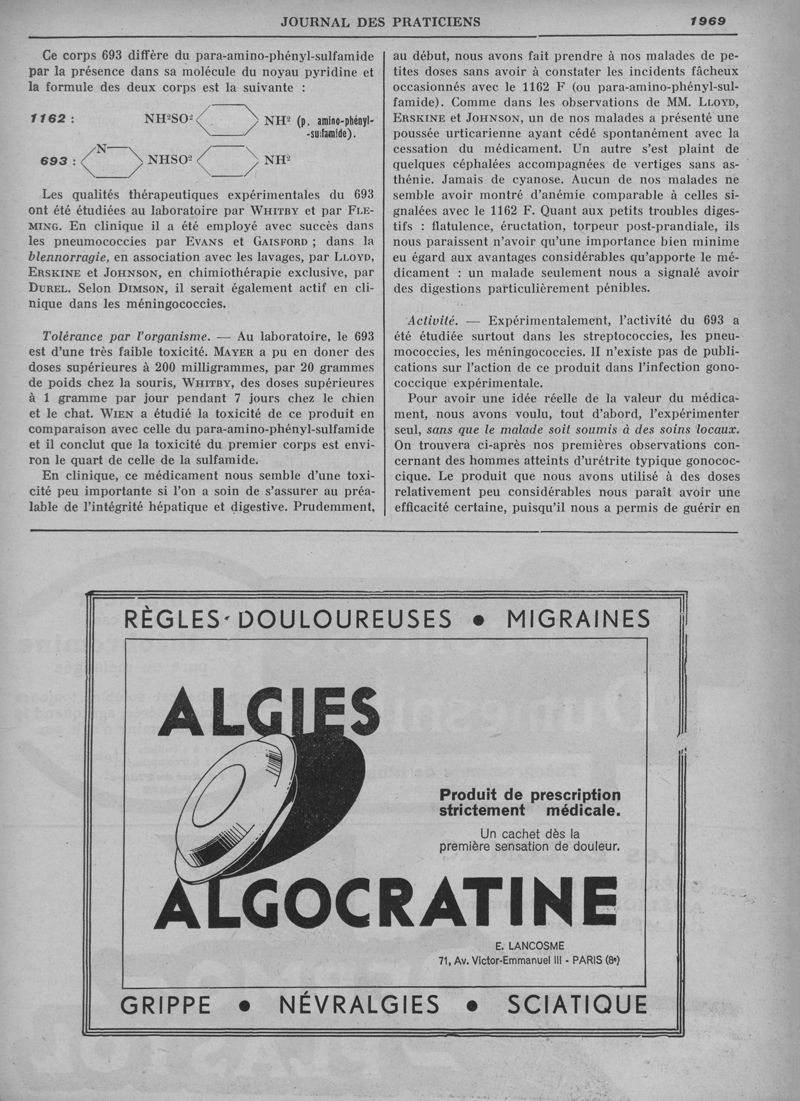 JOURNAL DES PRATICIENS
1969
Ce corps 693 diffère du para-amino-phényl-sulfamide
par la présence dans sa molécule du noyau pyridine et
la formule des deux corps est la suivante :
1162 : NH²SO² NH² (p. amino-phényl-
-sulfamide).
693 : N NHSO² NH²
Les qualités thérapeutiques expérimentales du 693
ont été étudiées au laboratoire par WHITBY et par FLE-
MING. En clinique il a été employé avec succès dans
les pneumococcies par EVANS et GAISFORD ; dans la
blennorragie, en association avec les lavages, par LLOYD,
ERSKINE et JOHNSON, en chimiothérapie exclusive, par
DUREL. Selon DIMSON, il serait également actif en cli-
nique dans les méningococcies.
Tolérance par l'organisme. — Au laboratoire, le 693
est d'une très faible toxicité. MAYER a pu en doner des
doses supérieures à 200 milligrammes, par 20 grammes
de poids chez la souris, WHITBY, des doses supérieures
à 1 gramme par jour pendant 7 jours chez le chien
et le chat. WIEN a étudié la toxicité de ce produit en
comparaison avec celle du para-amino-phényl-sulfamide
et il conclut que la toxicité du premier corps est envi-
ron le quart de celle de la sulfamide.
En clinique, ce médicament nous semble d'une toxi-
cité peu importante si l'on a soin de s'assurer au préa-
lable de l'intégrité hépatique et digestive. Prudemment,
au début, nous avons fait prendre à nos malades de pe-
tites doses sans avoir à constater les incidents fâcheux
occasionnés avec le 1162 F (ou para-amino-phényl-sul-
famide). Comme dans les observations de MM. LLOYD,
ERSKINE et JOHNSON, un de nos malades a présenté une
poussée urticarienne ayant cédé spontanément avec la
cessation du médicament. Un autre s'est plaint de
quelques céphalées accompagnées de vertiges sans as-
thénie. Jamais de cyanose. Aucun de nos malades ne
semble avoir montré d'anémie comparable à celles si-
gnalées avec le 1162 F. Quant aux petits troubles diges-
tifs : flatulence, éructation, torpeur post-prandiale, ils
nous paraissent n'avoir qu'une importance bien minime
eu égard aux avantages considérables qu'apporte le mé-
dicament : un malade seulement nous a signalé avoir
des digestions particulièrement pénibles.
Activité. — Expérimentalement, l'activité du 693 a
été étudiée surtout dans les streptococcies, les pneu-
mococcies, les méningococcies. Il n'existe pas de publi-
cations sur l'action de ce produit dans l'infection gono-
coccique expérimentale.
Pour avoir une idée réelle de la valeur du médica-
ment, nous avons voulu, tout d'abord, l'expérimenter
seul, sans que le malade soit soumis à des soins locaux.
On trouvera ci-après nos premières observations con-
cernant des hommes atteints d'urétrite typique gonococ-
cique. Le produit que nous avons utilisé à des doses
relativement peu considérables nous paraît avoir une
efficacité certaine, puisqu'il nous a permis de guérir en
RÈGLES DOULOUREUSES • MIGRAINES
ALGIES
Produit de prescription
strictement médicale.
Un cachet dès la
première sensation de douleur.
ALGOCRATINE
E. LANCOSME
71, Av. Victor-Emmanuel III - PARIS (8e)
GRIPPE • NÉVRALGIES • SCIATIQUE